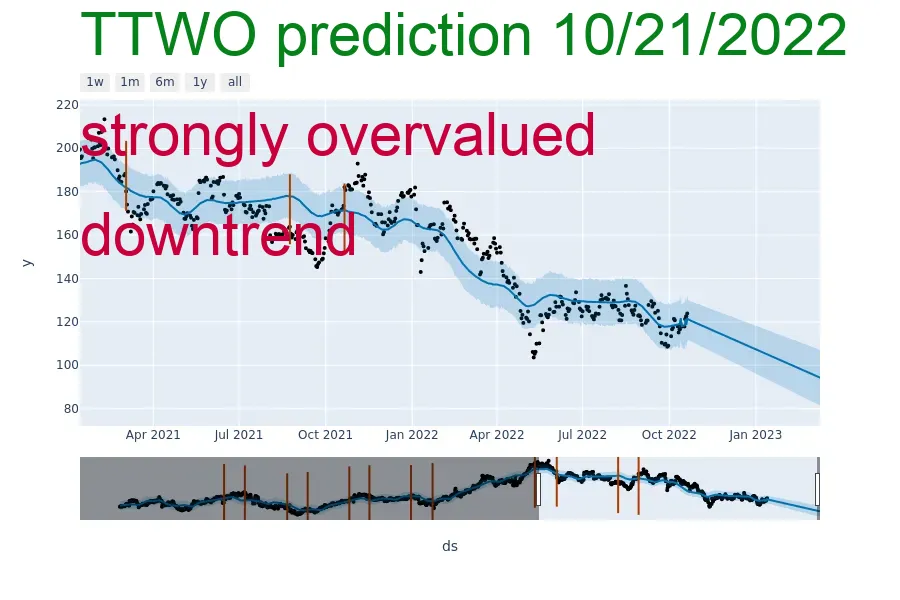 TTWO prediction 10/21/2022
1w 1m 6m 1y all
strongly overvalued
downtrend
220
200
180
160
140
120
100
80
y
Apr 2021 Jul 2021 Oct 2021 Jan 2022 Apr 2022 Jul 2022 Oct 2022 Jan 2023
ds